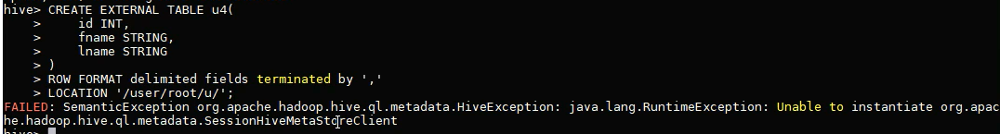 hive> CREATE EXTERNAL TABLE u4(
    >     id INT,
    >     fname STRING,
    >     lname STRING
    > )
    > ROW FORMAT delimited fields terminated by ','
    > LOCATION '/user/root/u/';
FAILED: SemanticException org.apache.hadoop.hive.ql.metadata.HiveException: java.lang.RuntimeException: Unable to instantiate org.apac
he.hadoop.hive.ql.metadata.SessionHiveMetaStoreClient
hive>